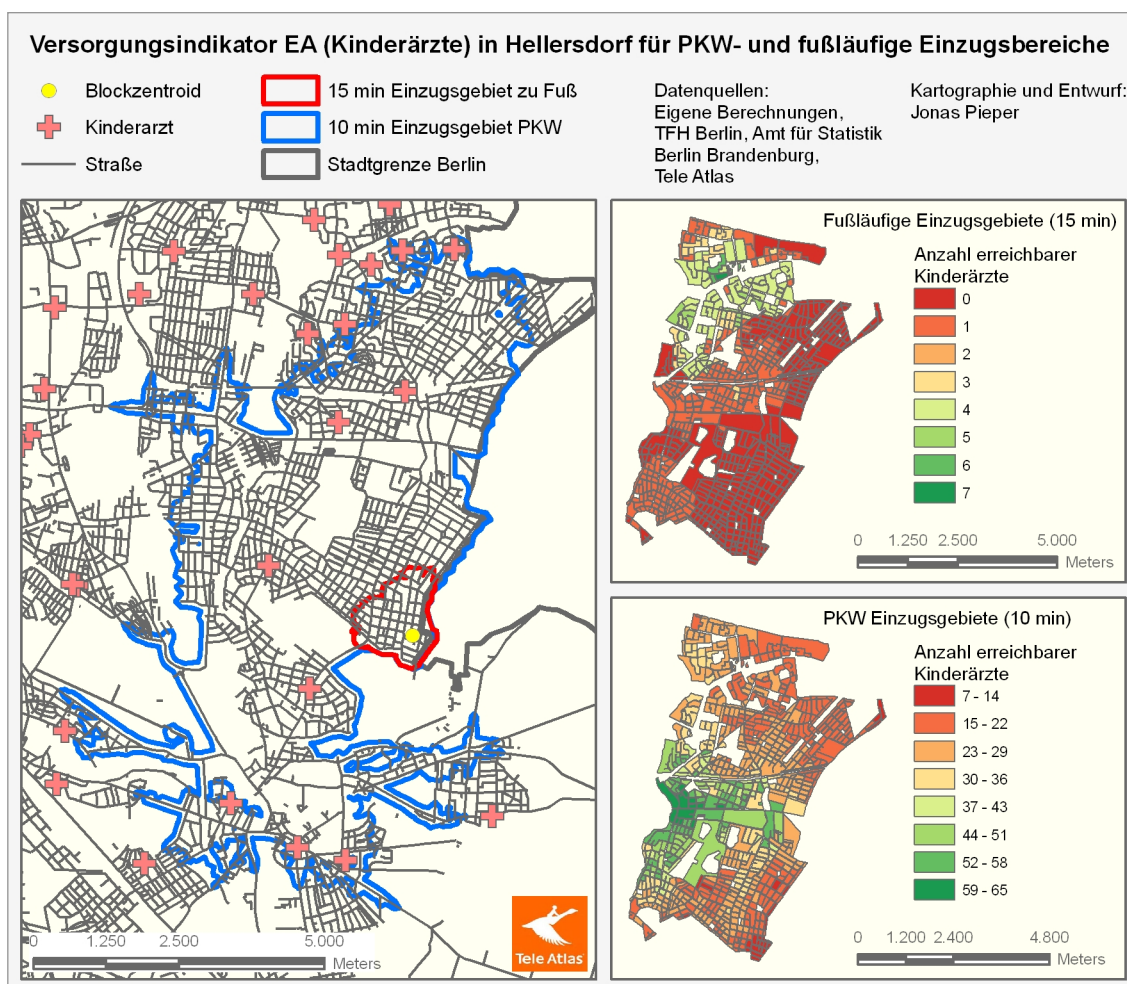 Versorgungsindikator EA (Kinderärzte) in Hellersdorf für PKW- und fußläufige Einzugsbereiche
Blockzentroid
Kinderarzt
Straße
15 min Einzugsgebiet zu Fuß
10 min Einzugsgebiet PKW
Stadtgrenze Berlin
Datenquellen:
Eigene Berechnungen,
TFH Berlin, Amt für Statistik
Berlin Brandenburg,
Tele Atlas
Kartographie und Entwurf:
Jonas Pieper
0 1.250 2.500 5.000
Meters
Tele Atlas
Fußläufige Einzugsgebiete (15 min)
Anzahl erreichbarer
Kinderärzte
0
1
2
3
4
5
6
7
0 1.250 2.500 5.000
Meters
PKW Einzugsgebiete (10 min)
Anzahl erreichbarer
Kinderärzte
7 - 14
15 - 22
23 - 29
30 - 36
37 - 43
44 - 51
52 - 58
59 - 65
0 1.200 2.400 4.800
Meters